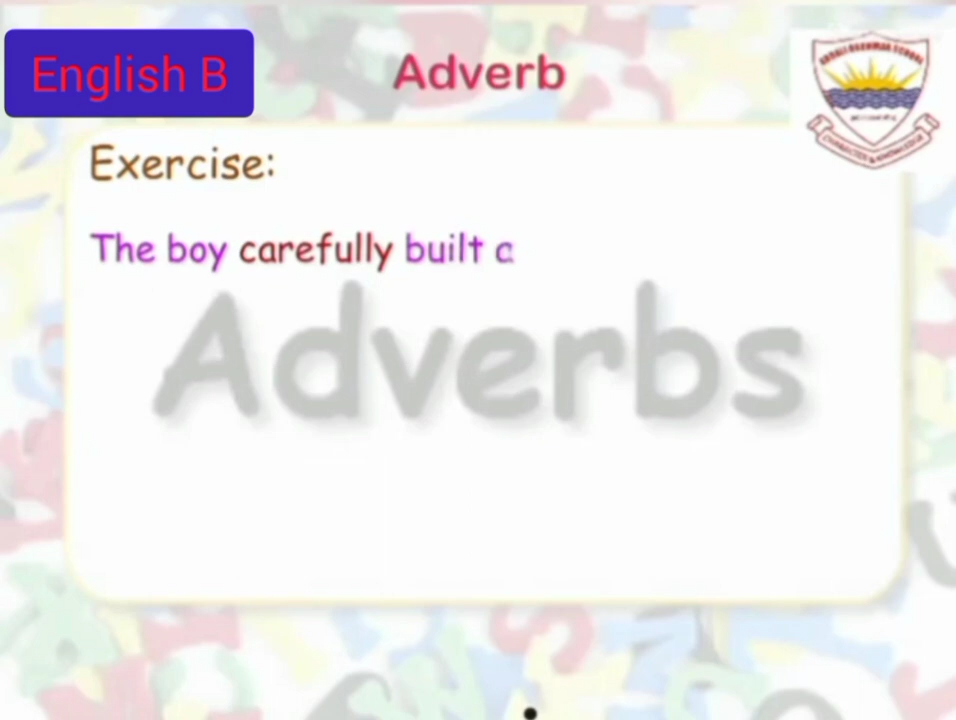 English B
Adverb
Exercise:
The boy carefully built a
Adverbs